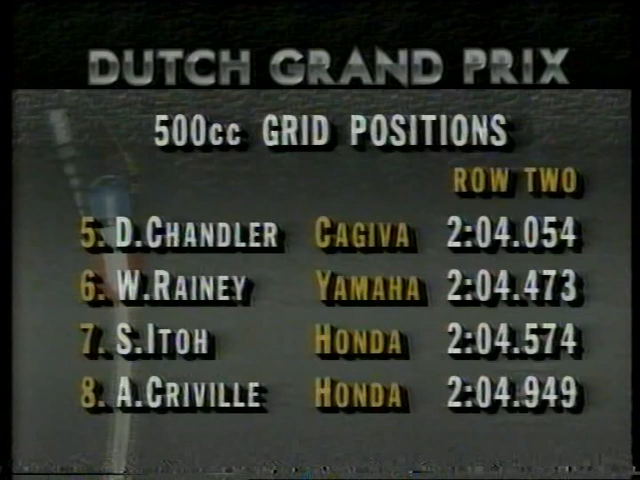 DUTCH GRAND PRIX
500cc GRID POSITIONS
ROW TWO
5. D.CHANDLER CAGIVA 2:04.054
6. W.RAINEY YAMAHA 2:04.473
7. S.ITOH HONDA 2:04.574
8. A.CRIVILLE HONDA 2:04.949